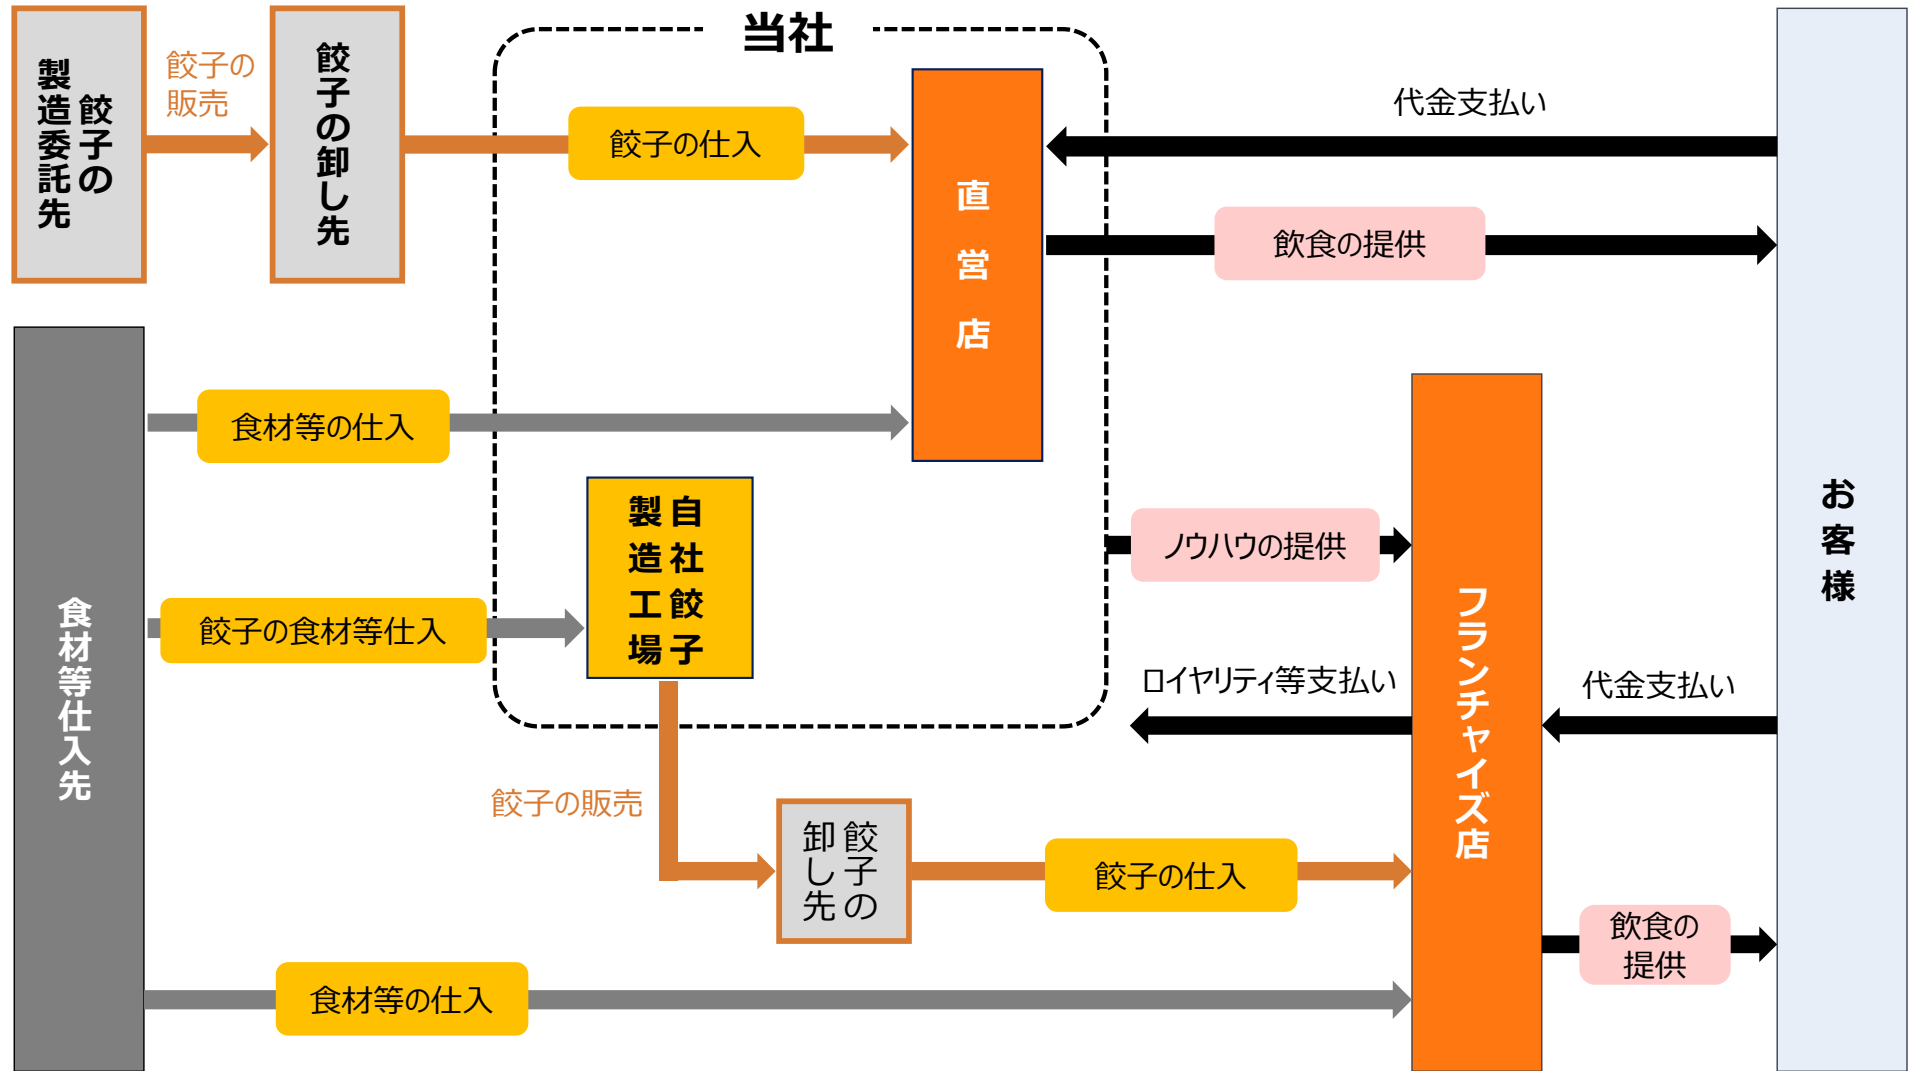 当社
餃子の
製造委託先
餃子の
販売
餃子の卸し先
餃子の仕入
直営店
代金支払い
飲食の提供
お客様
食材等仕入先
食材等の仕入
餃子の食材等仕入
自社餃子
製造工場
ノウハウの提供
ロイヤリティ等支払い
フランチャイズ店
代金支払い
餃子の販売
餃子の
卸し先
餃子の仕入
飲食の
提供
食材等の仕入